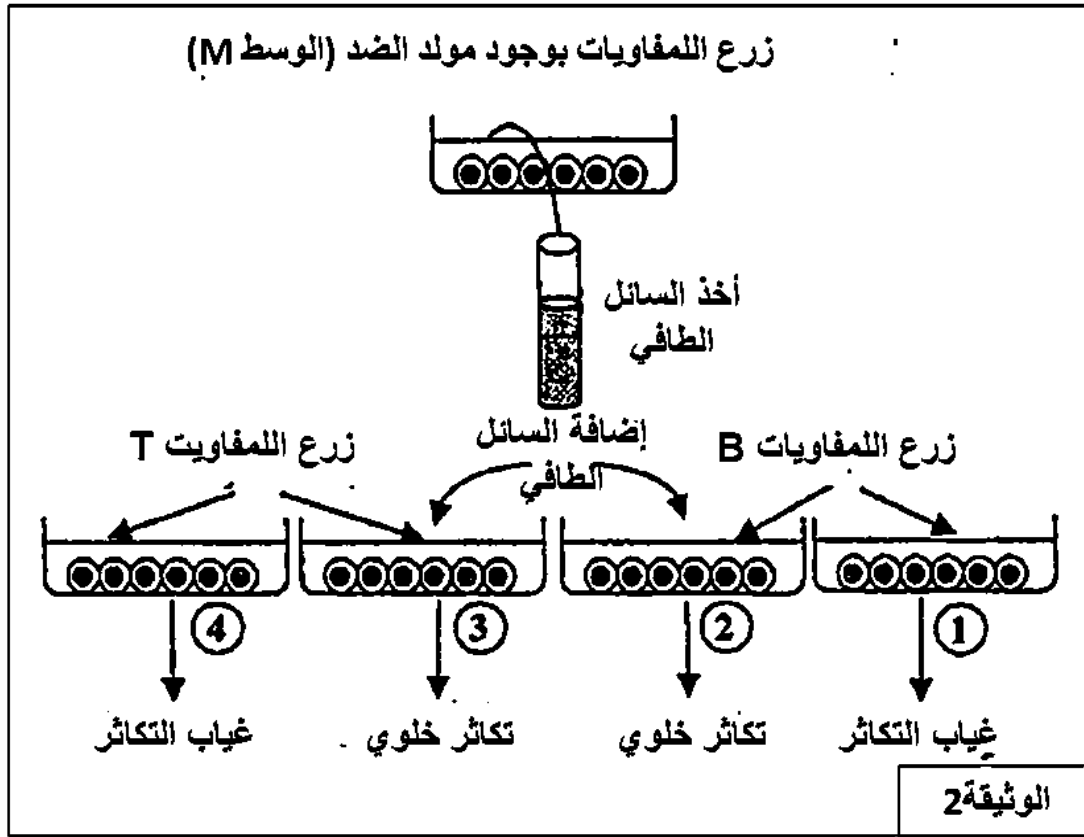 زرع اللمفاويات بوجود مولد الضد (الوسط M)
أخذ السائل
الطافي
زرع اللمفاويات B
إضافة السائل
الطافي
زرع اللمفاويت T
1
2
3
4
غياب التكاثر
تكاثر خلوي
تكاثر خلوي
غياب التكاثر
الوثيقة2